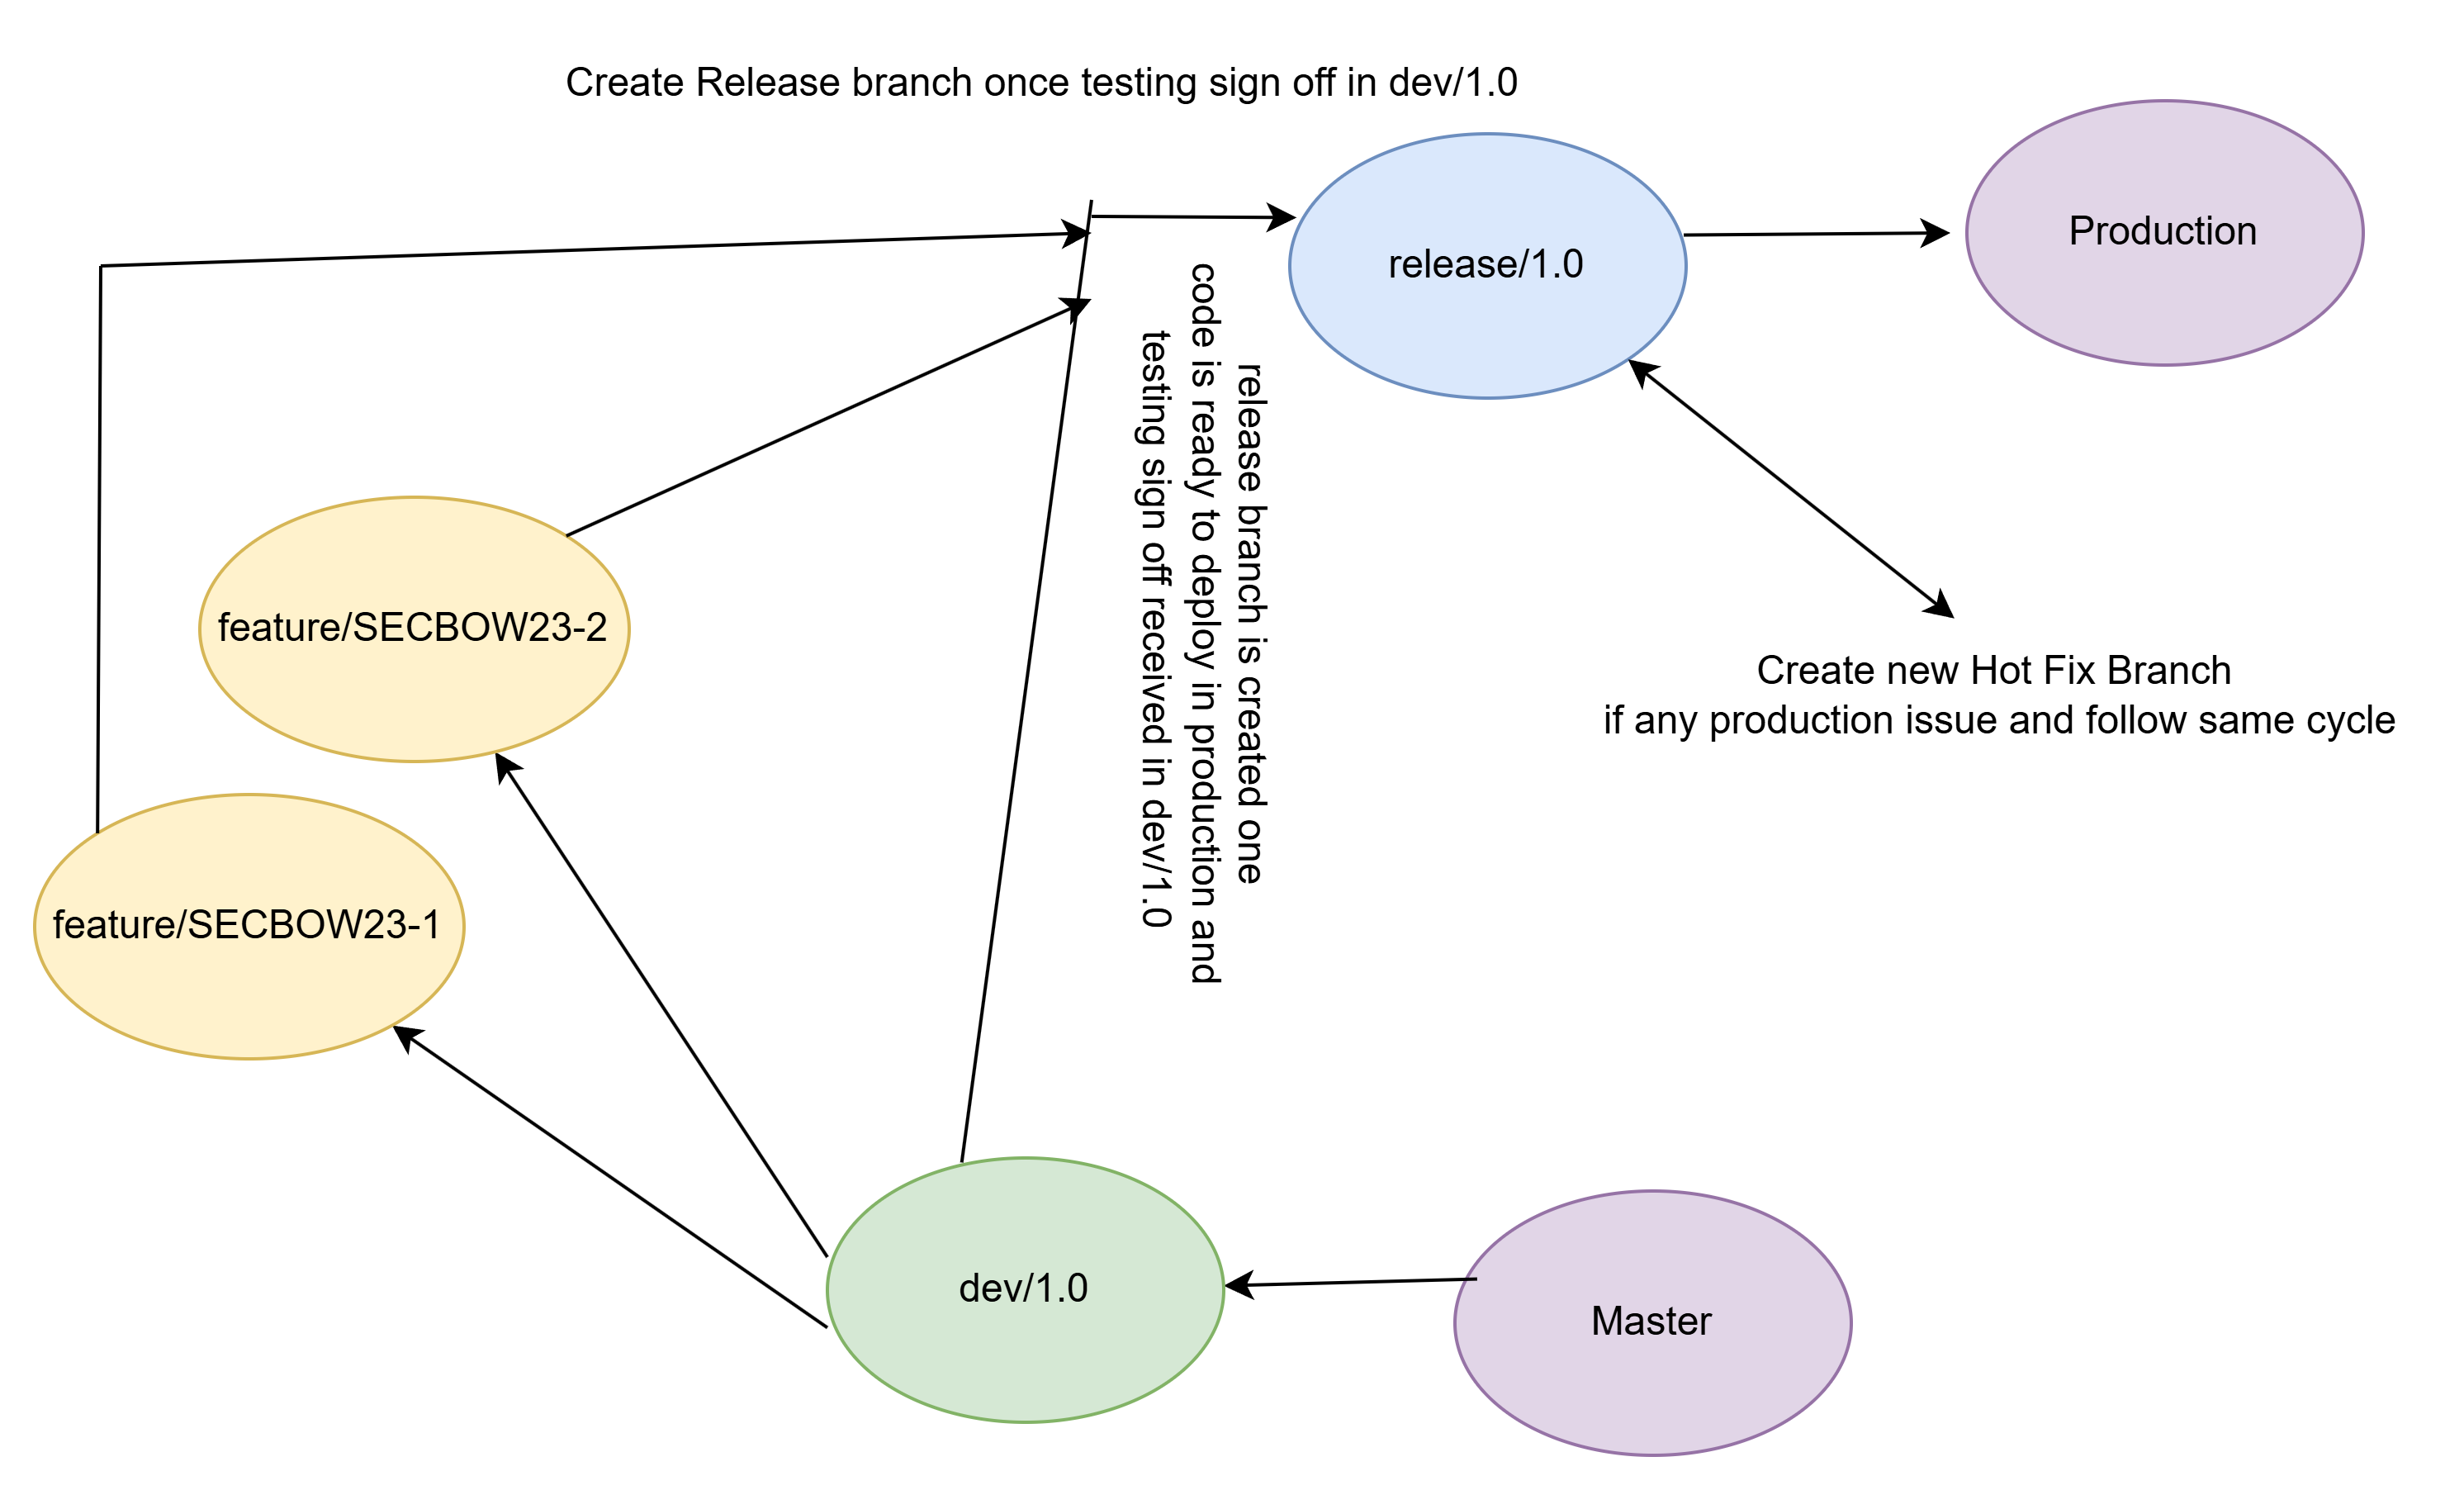 Create Release branch once testing sign off in dev/1.0
Production
release/1.0
release branch is created one
code is ready to deploy in production and
testing sign off received in dev/1.0
feature/SECBOW23-2
Create new Hot Fix Branch
if any production issue and follow same cycle
feature/SECBOW23-1
dev/1.0
Master